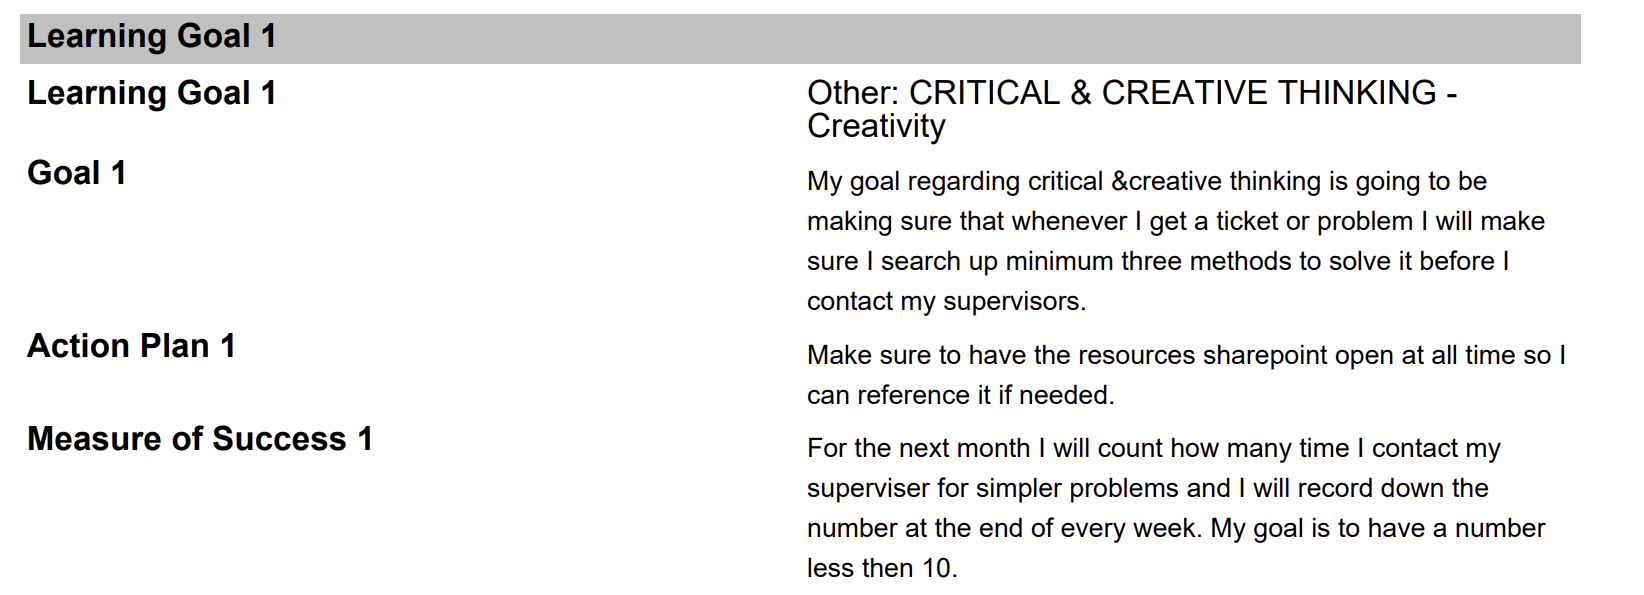 Learning Goal 1
Learning Goal 1
Other: CRITICAL & CREATIVE THINKING -
Creativity
Goal 1
My goal regarding critical &creative thinking is going to be
making sure that whenever I get a ticket or problem I will make
sure I search up minimum three methods to solve it before I
contact my supervisors.
Action Plan 1
Make sure to have the resources sharepoint open at all time so I
can reference it if needed.
Measure of Success 1
For the next month I will count how many time I contact my
superviser for simpler problems and I will record down the
number at the end of every week. My goal is to have a number
less then 10.